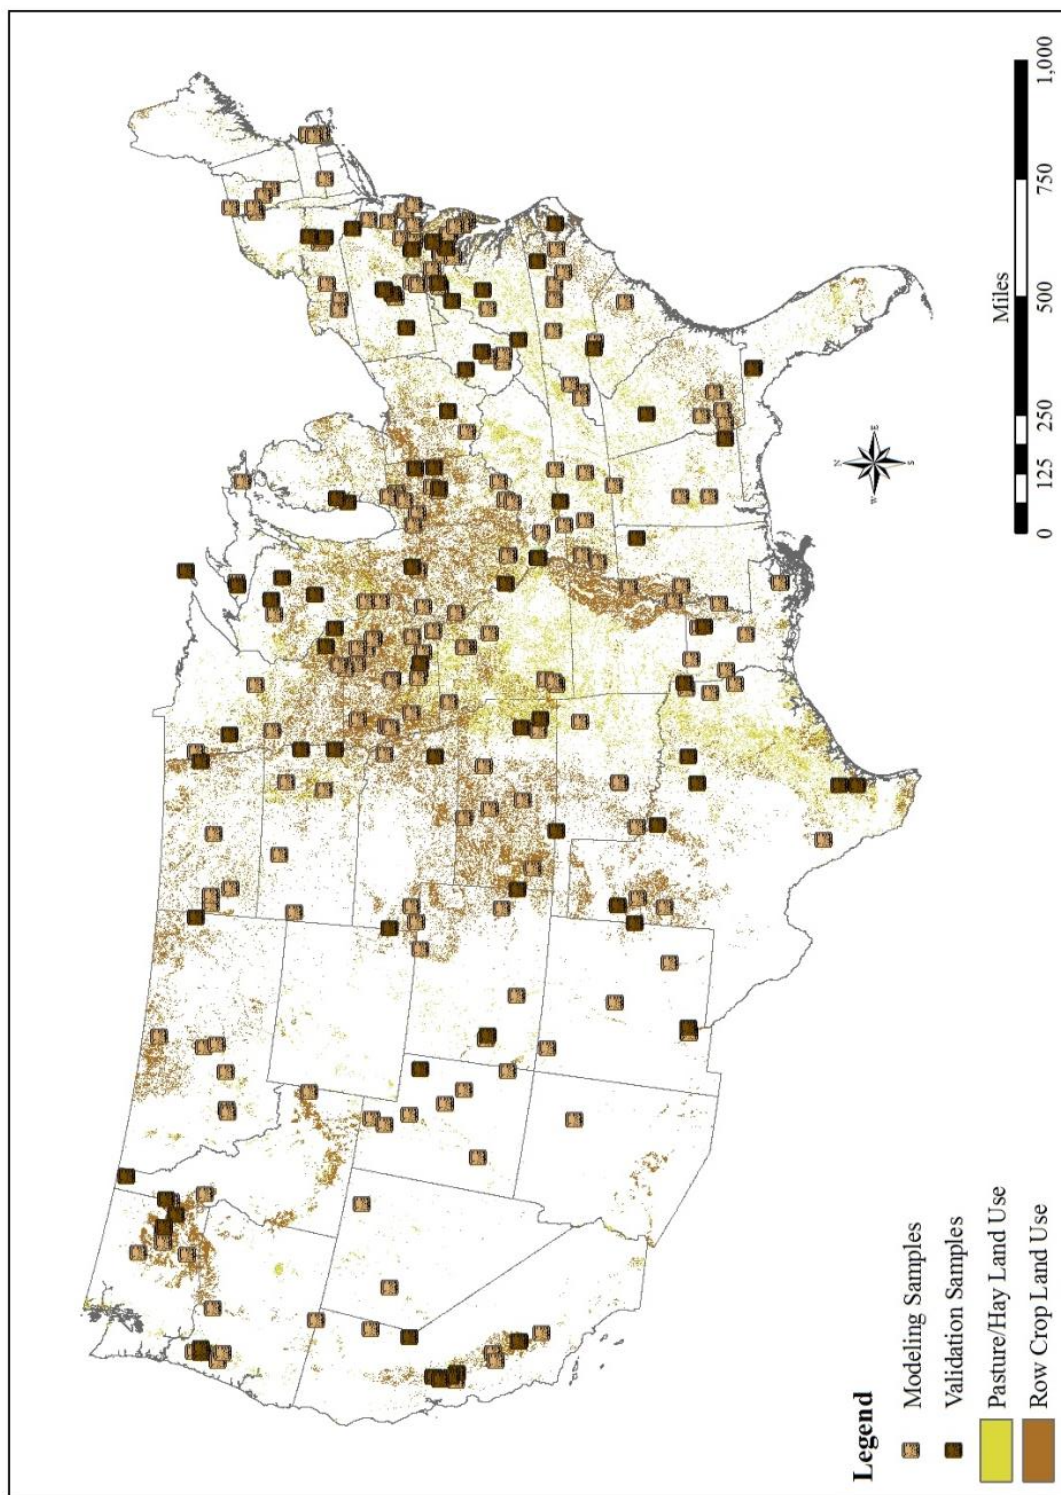 N
W E
S
Legend
Modeling Samples
Validation Samples
Pasture/Hay Land Use
Row Crop Land Use
Miles
0 125 250 500 750 1,000